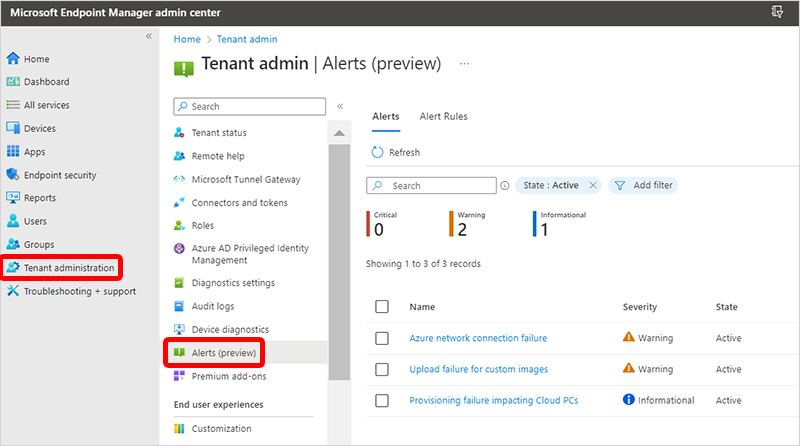 Microsoft Endpoint Manager admin center
Home > Tenant admin
Tenant admin | Alerts (preview) ...
«
Home
Dashboard
All services
Devices
Apps
Endpoint security
Reports
Users
Groups
Tenant administration
Troubleshooting + support
Search
«
Tenant status
Remote help
Microsoft Tunnel Gateway
Connectors and tokens
Roles
Azure AD Privileged Identity
Management
Diagnostics settings
Audit logs
Device diagnostics
Alerts (preview)
Premium add-ons
End user experiences
Customization
Alerts Alert Rules
Refresh
Search State : Active Add filter
Critical Warning Informational
0 2 1
Showing 1 to 3 of 3 records
Name Severity State
Azure network connection failure Warning Active
Upload failure for custom images Warning Active
Provisioning failure impacting Cloud PCs Informational Active